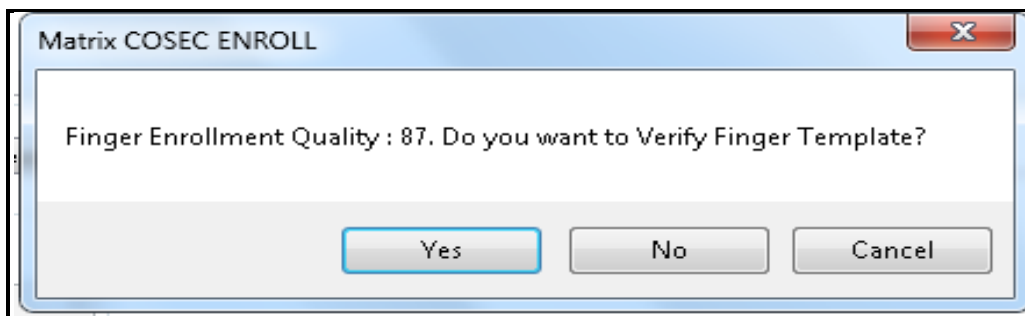 Matrix COSEC ENROLL
Finger Enrollment Quality : 87. Do you want to Verify Finger Template?
Yes No Cancel